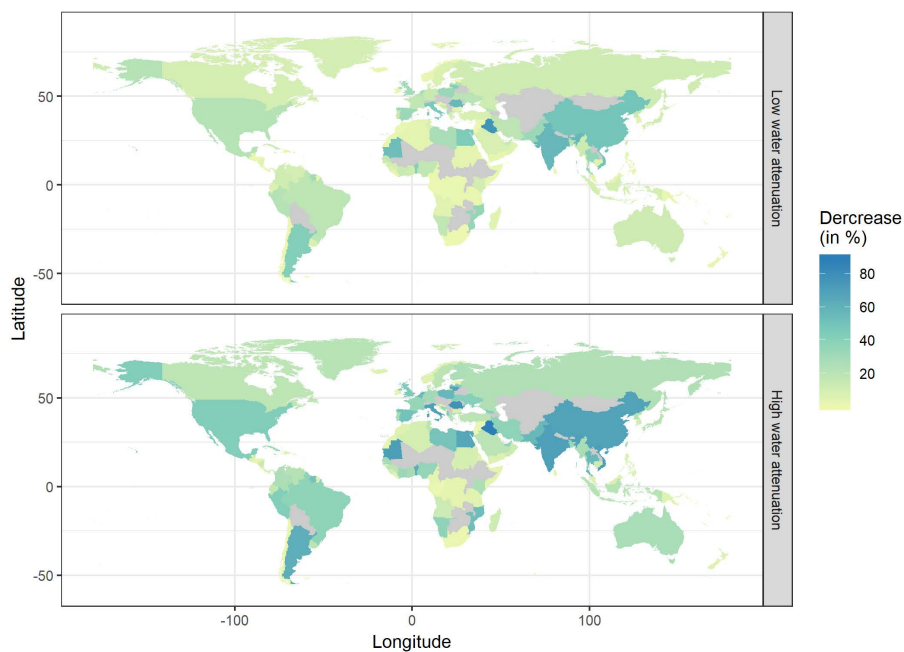 50
0
-50
Low water attenuation
50
0
-50
High water attenuation
-100
0
100
Longitude
Latitude
Dercrease
(in %)
80
60
40
20